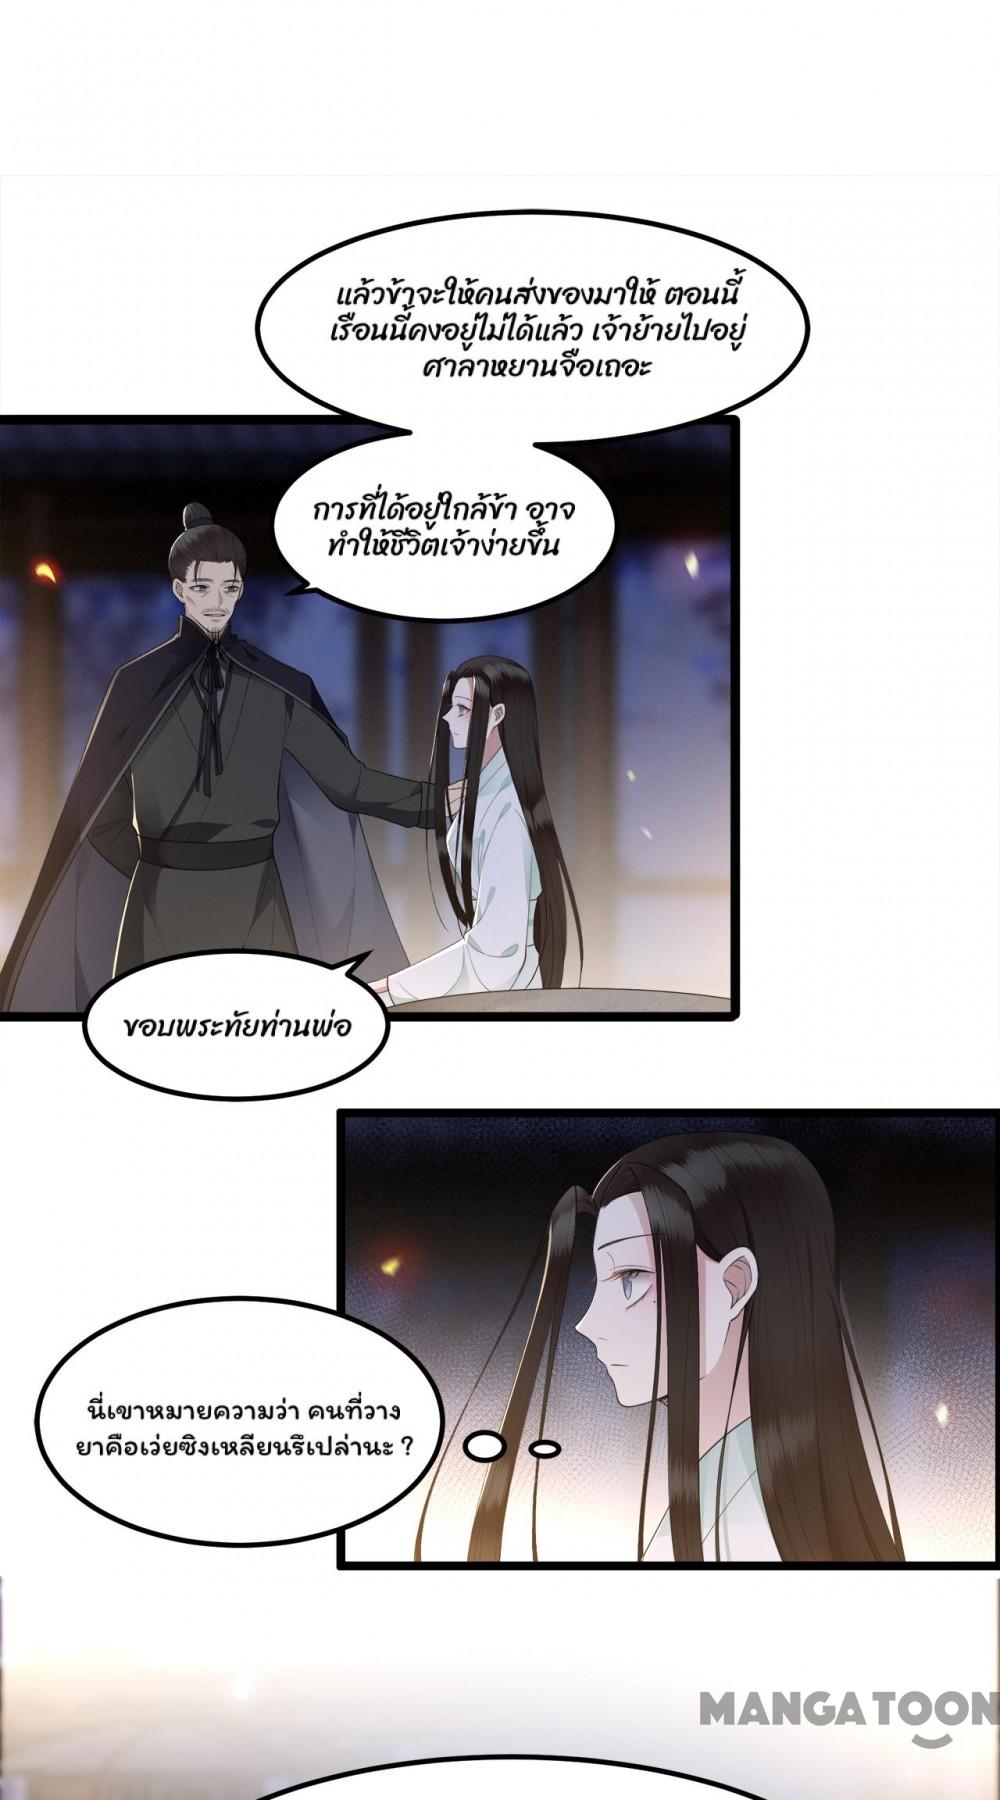 แล้วข้าจะให้คนส่งของมาให้ ตอนนี้
เรือนนี้คงอยู่ไม่ได้แล้ว เจ้าย้ายไปอยู่
ศาลาหยานจือเถอะ
การที่ได้อยู่ใกล้ข้า อาจ
ทำให้ชีวิตเจ้าง่ายขึ้น
ขอบพระทัยท่านพ่อ
นี่เขาหมายความว่า คนที่วาง
ยาคือเว่ยซิงเหลียนรึเปล่านะ ?
MANGATOON